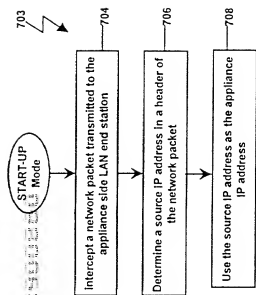 703
START-UP
Mode
704
Intercept a network packet transmitted to the
appliance side LAN end station
706
Determine a source IP address in a header of
the network packet
708
Use the source IP address as the appliance
IP address